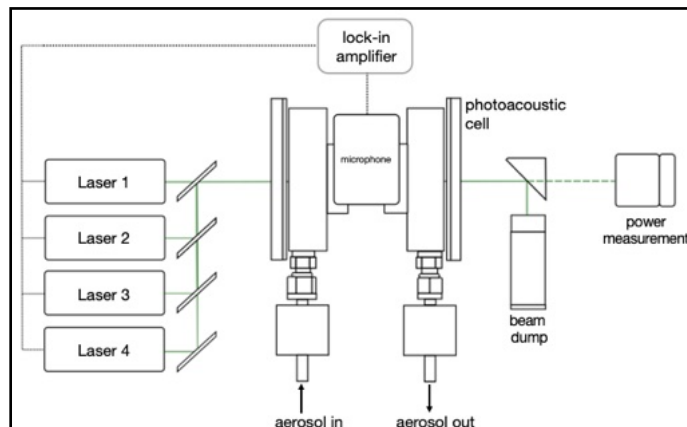 lock-in
amplifier
photoacoustic
cell
microphone
Laser 1
Laser 2
Laser 3
Laser 4
power
measurement
beam
dump
aerosol in
aerosol out